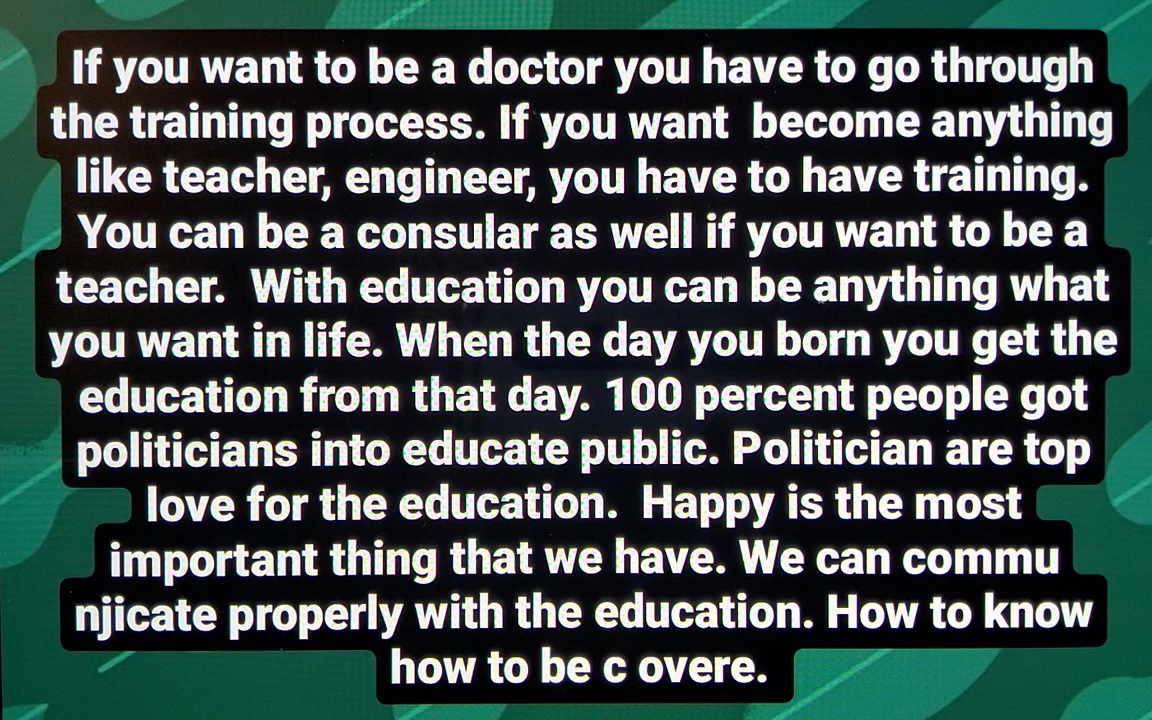 If you want to be a doctor you have to go through
the training process. If you want  become anything
like teacher, engineer, you have to have training.
You can be a consular as well if you want to be a
teacher.  With education you can be anything what
you want in life. When the day you born you get the
education from that day. 100 percent people got
politicians into educate public. Politician are top
love for the education.  Happy is the most
important thing that we have. We can commu
njicate properly with the education. How to know
how to be c overe.